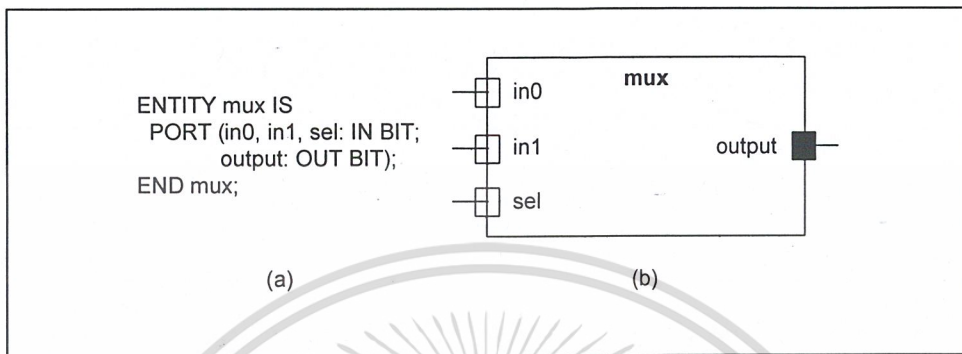 ENTITY mux IS
PORT (in0, in1, sel: IN BIT;
output: OUT BIT);
END mux;
(a)
mux
in0
in1
sel
output
(b)